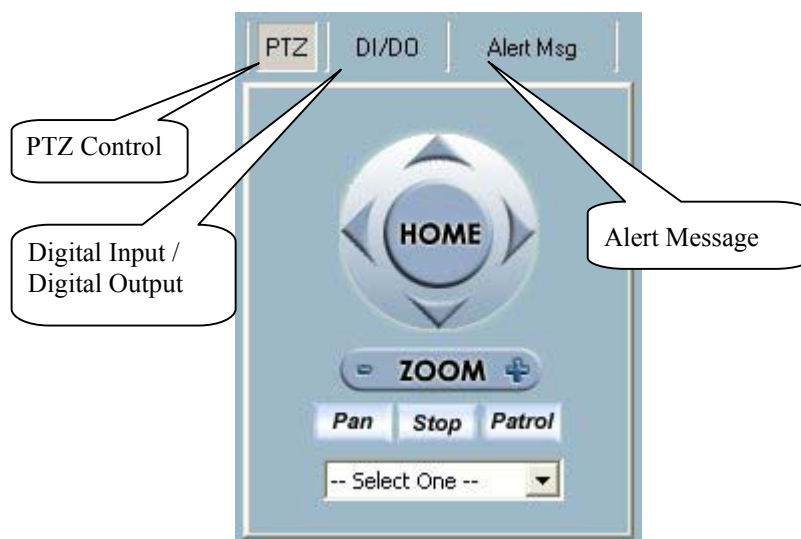 PTZ DI/DO Alert Msg
PTZ Control
Digital Input /
Digital Output
Alert Message
HOME
- ZOOM +
Pan Stop Patrol
-- Select One --